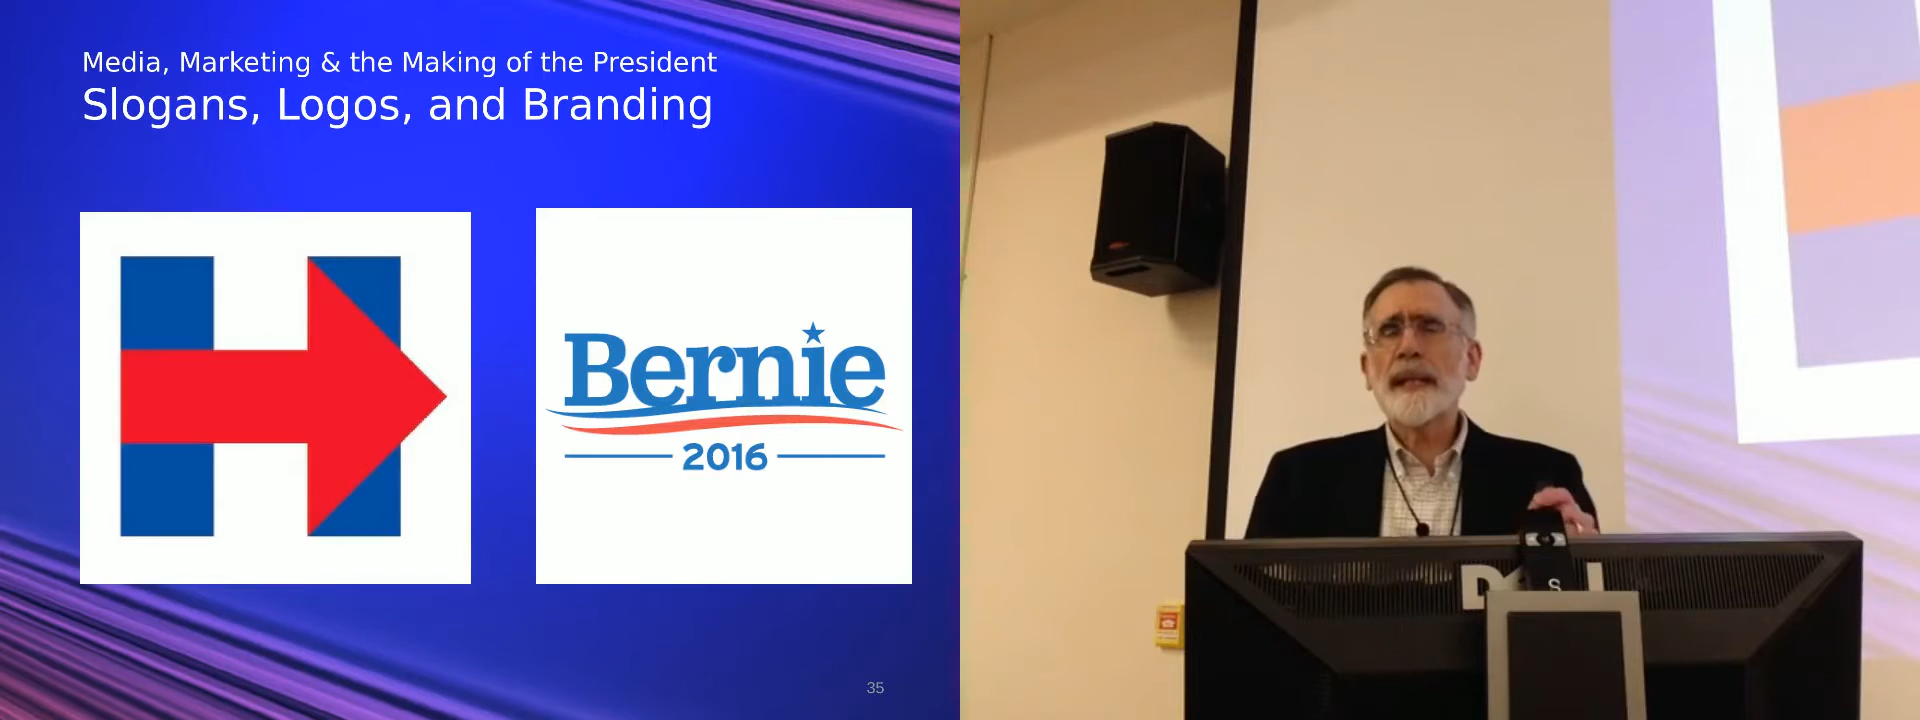 Media, Marketing & the Making of the President
Slogans, Logos, and Branding
H
Bernie
2016
35
S